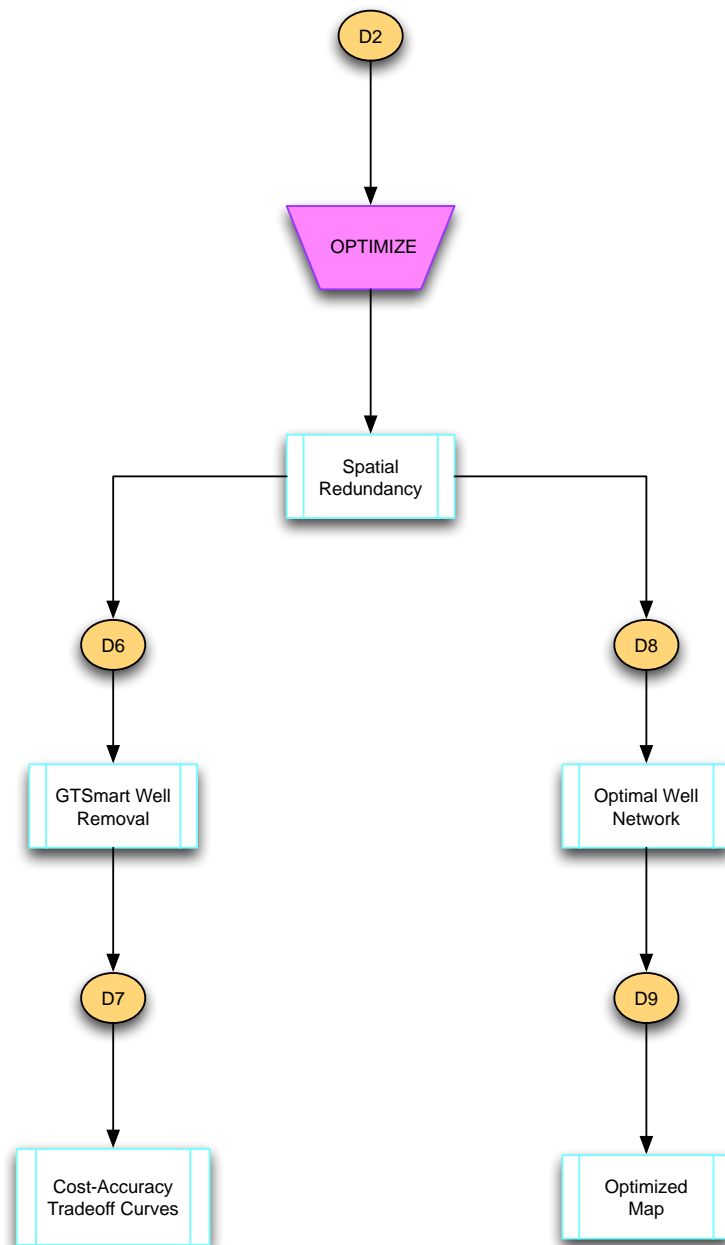 D2
OPTIMIZE
Spatial
Redundancy
D6
D8
GTSmart Well
Removal
Optimal Well
Network
D7
D9
Cost-Accuracy
Tradeoff Curves
Optimized
Map